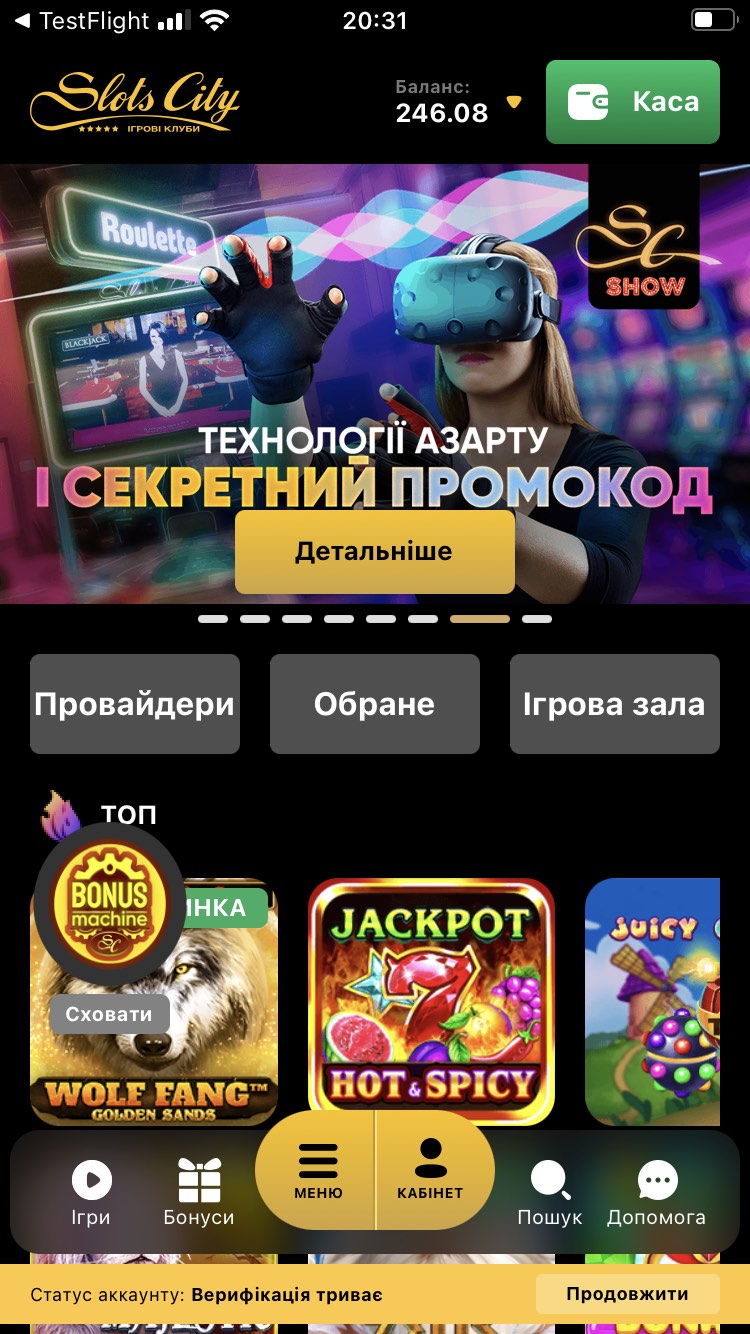 TestFlight
20:31
Slots City
★★★★★ ІГРОВІ КЛУБИ
Баланс:
246.08
Каса
Roulette
BLACKJACK
SC
SHOW
ТЕХНОЛОГІЇ АЗАРТУ
І СЕКРЕТНИЙ ПРОМОКОД
Детальніше
Провайдери
Обране
Ігрова зала
ТОП
BONUS
machine
SC
Сховати
WOLF FANG™
GOLDEN SANDS
JACKPOT
7
HOT & SPICY
JUICY
Ігри
Бонуси
МЕНЮ
КАБІНЕТ
Пошук
Допомога
Статус аккаунту: Верифікація триває
Продовжити